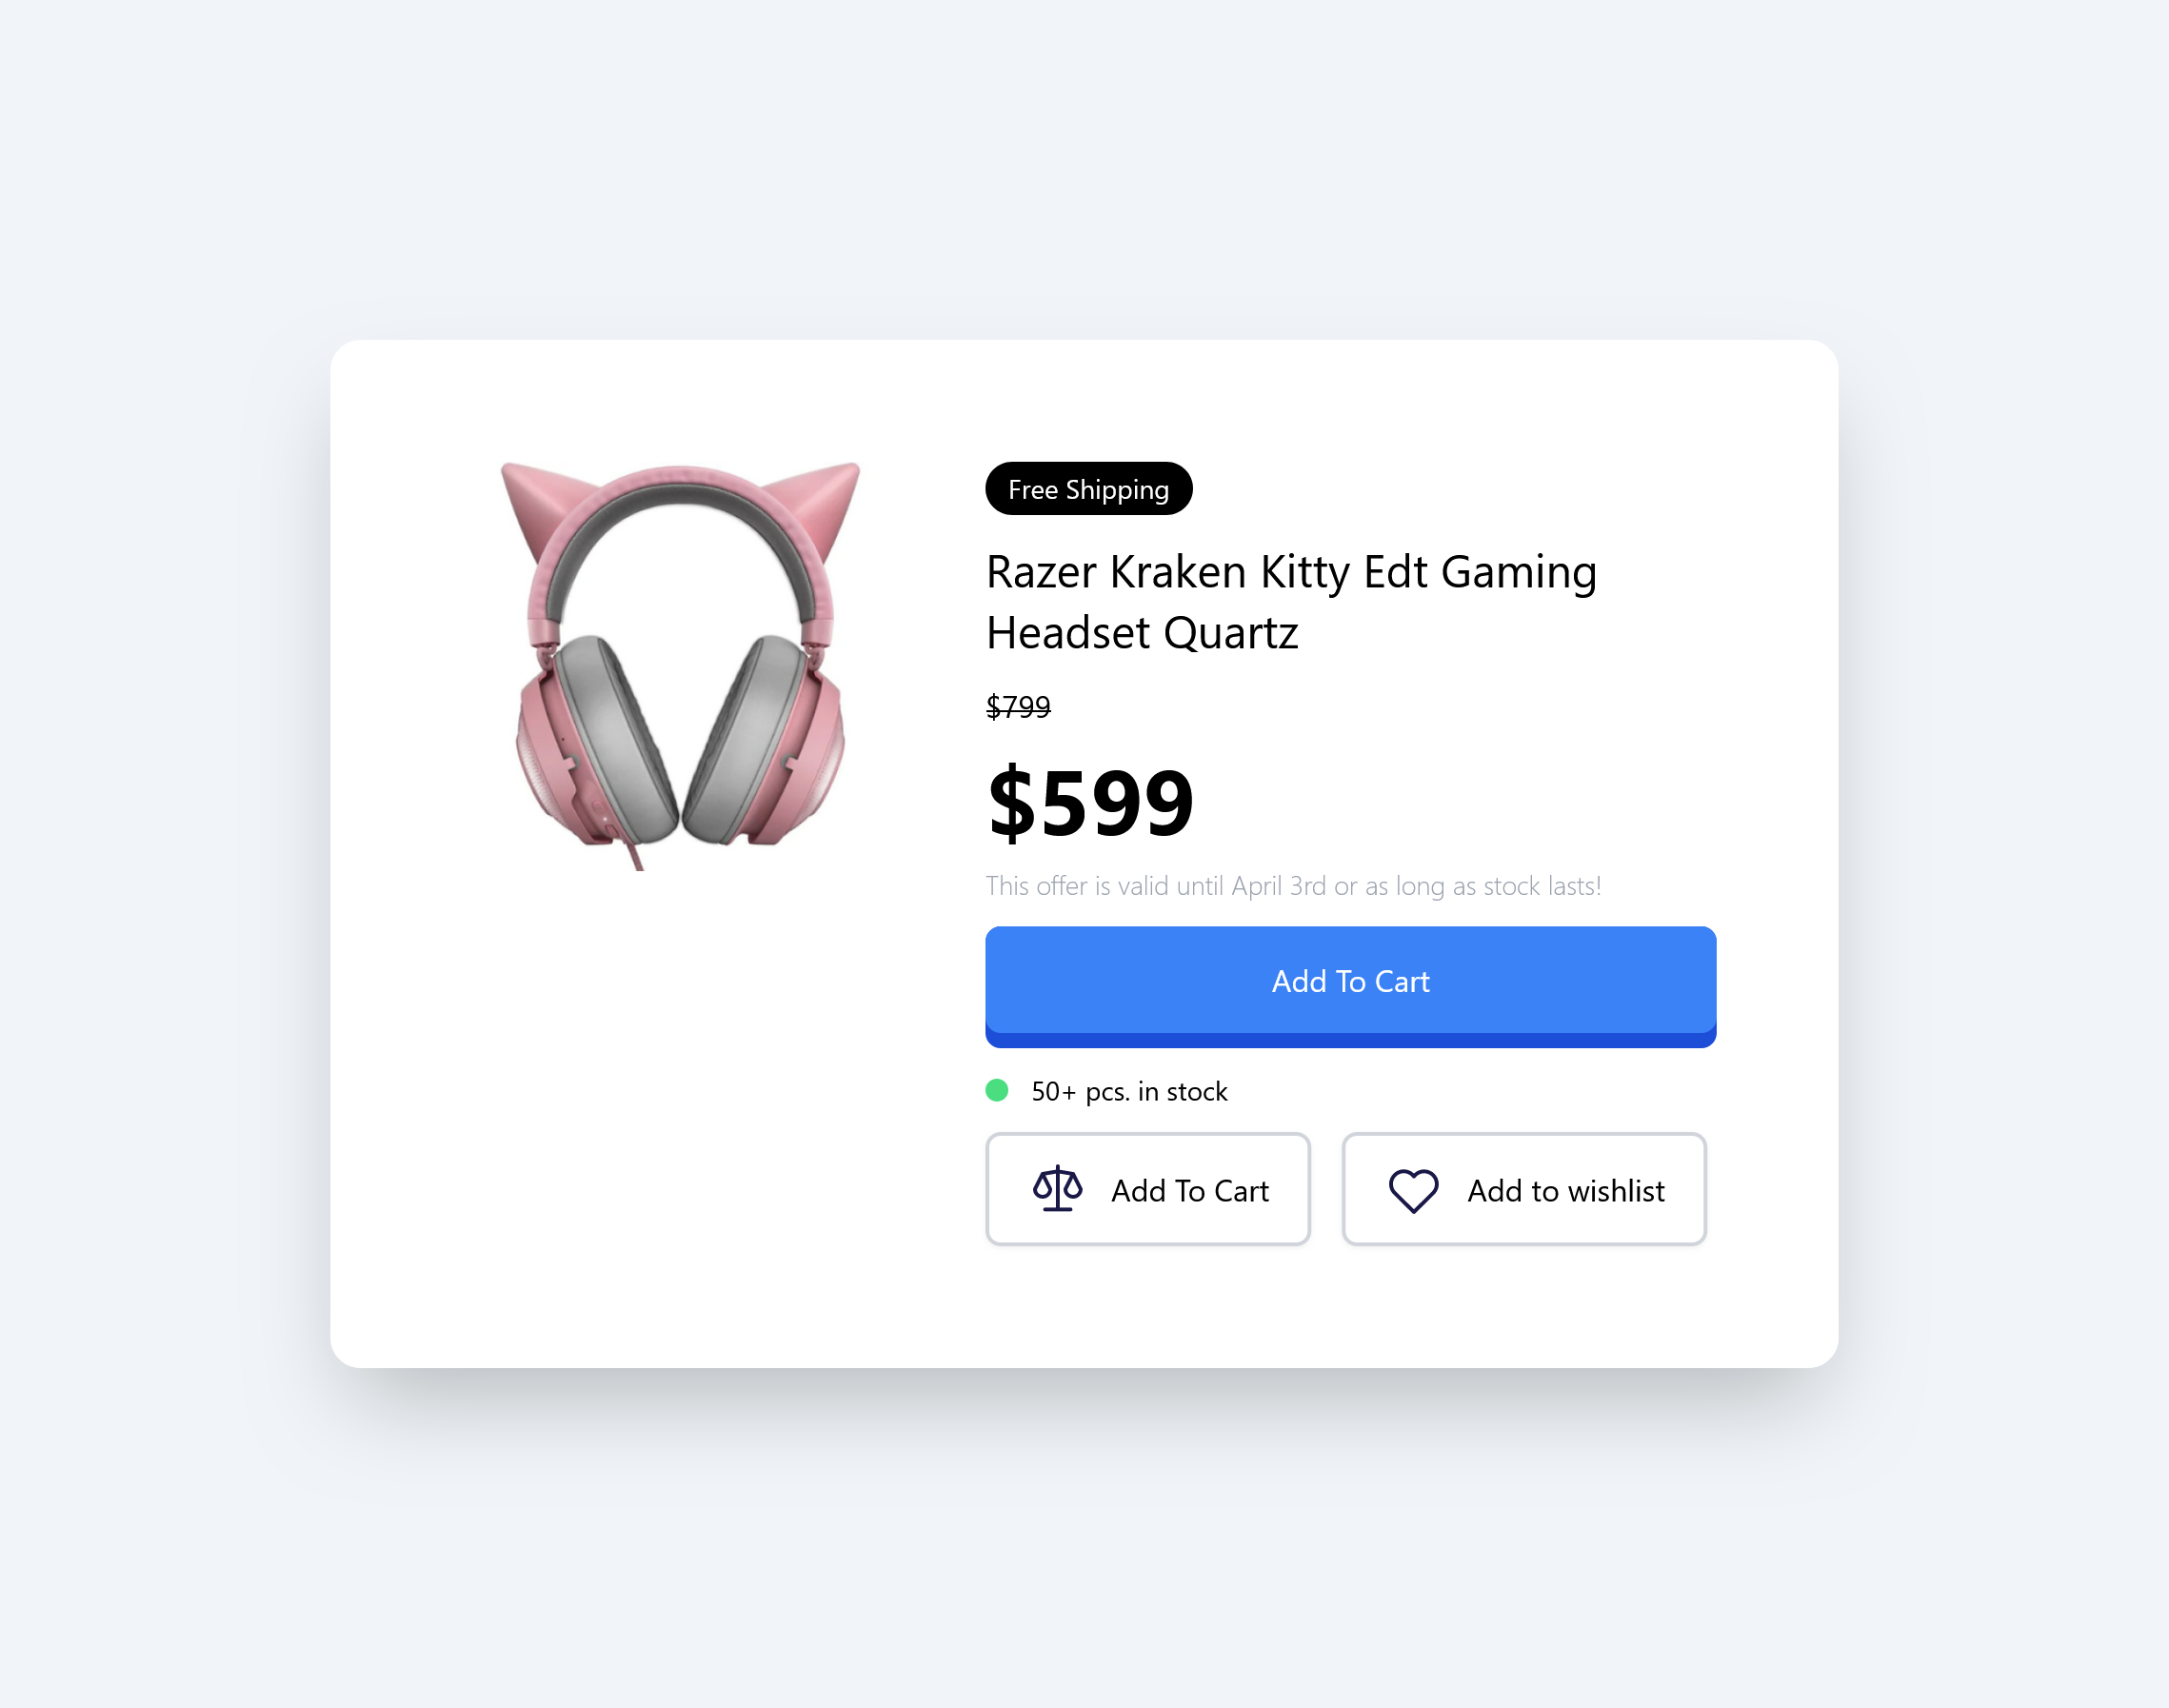 Free Shipping
Razer Kraken Kitty Edt Gaming
Headset Quartz
$799
$599
This offer is valid until April 3rd or as long as stock lasts!
Add To Cart
50+ pcs. in stock
Add To Cart
Add to wishlist